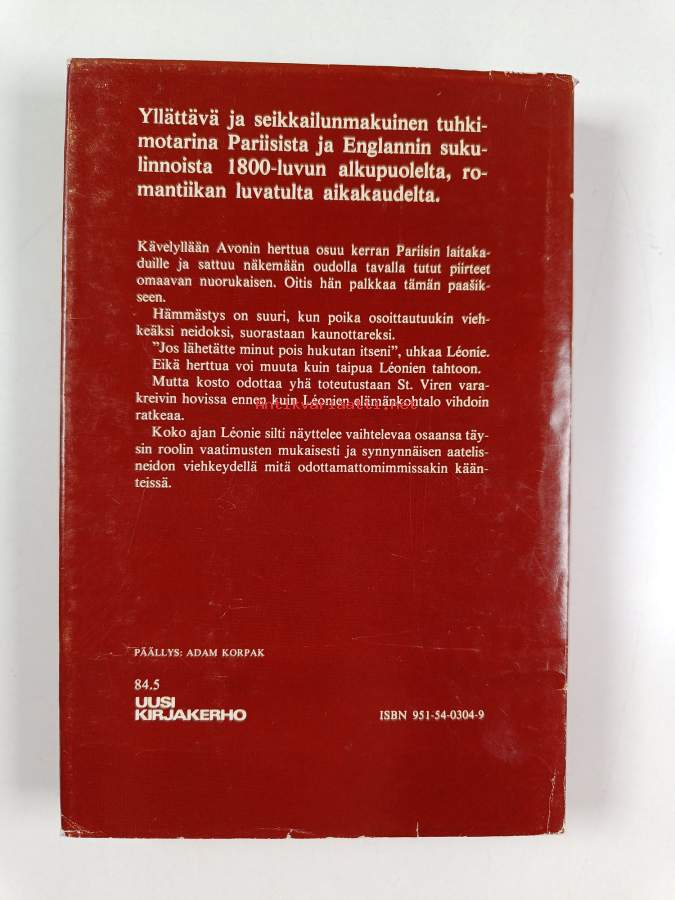 Yllättävä ja seikkailunmakuinen tuhki-
motarina Pariisista ja Englannin suku-
linnoista 1800-luvun alkupuolelta, ro-
mantiikan luvatulta aikakaudelta.
Kävelyllään Avonin herttua osuu kerran Pariisin laitaka-
duille ja sattuu näkemään oudolla tavalla tutut piirteet
omaavan nuorukaisen. Oitis hän palkkaa tämän paašik-
seen.
Hämmästys on suuri, kun poika osoittautuukin vieh-
keäksi neidoksi, suorastaan kaunottareksi.
"Jos lähetätte minut pois hukutan itseni", uhkaa Léonie.
Eikä herttua voi muuta kuin taipua Léonien tahtoon.
Mutta kosto odottaa yhä toteutustaan St. Viren vara-
kreivin hovissa ennen kuin Léonien elämänkohtalo vihdoin
antikvariaatti.net
ratkeaa.
Koko ajan Léonie silti näyttelee vaihtelevaa osaansa täy-
sin roolin vaatimusten mukaisesti ja synnynnäisen aatelis-
neidon viehkeydellä mitä odottamattomimmissakin kään-
teissä.
PÄÄLLYS: ADAM KORPAK
84.5
UUSI
KIRJAKERHO
ISBN 951-54-0304-9